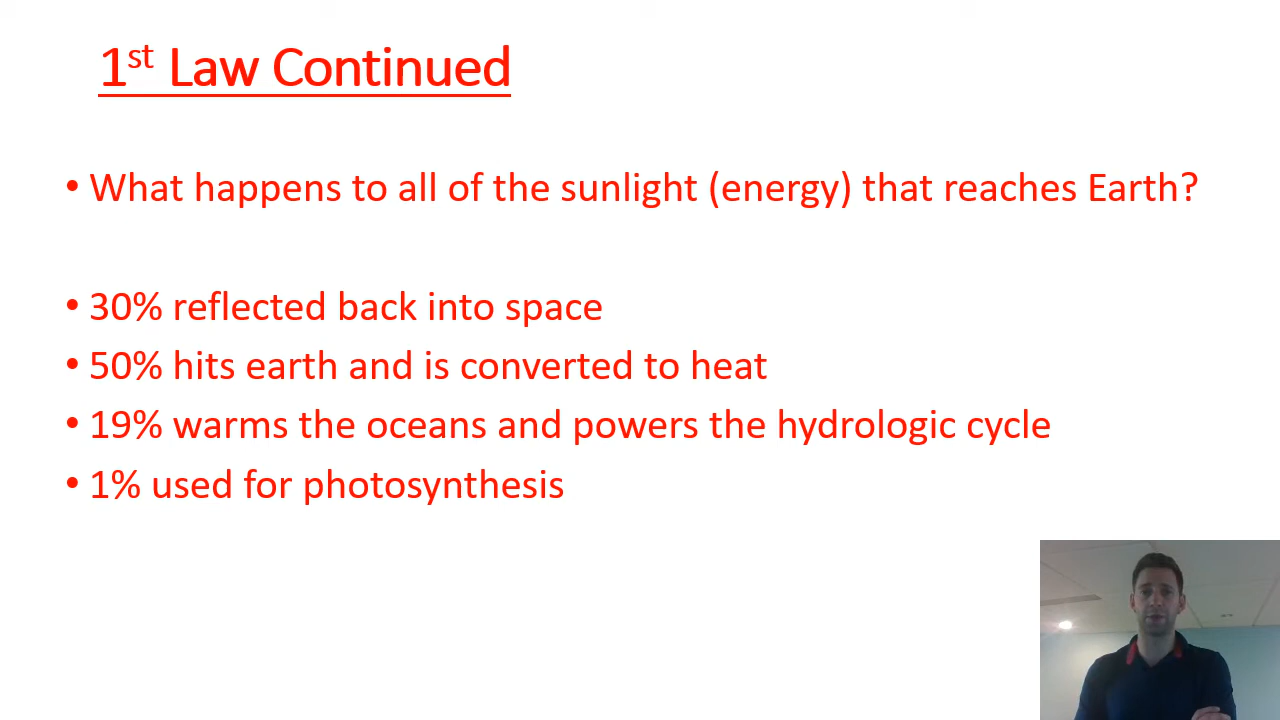 1st Law Continued
• What happens to all of the sunlight (energy) that reaches Earth?
• 30% reflected back into space
• 50% hits earth and is converted to heat
• 19% warms the oceans and powers the hydrologic cycle
• 1% used for photosynthesis